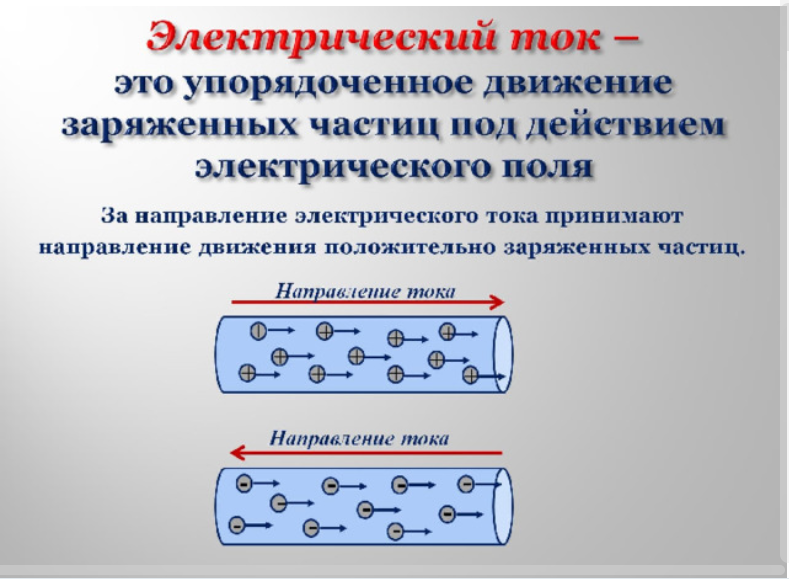 Электрический ток –
это упорядоченное движение
заряженных частиц под действием
электрического поля
За направление электрического тока принимают
направление движения положительно заряженных частиц.
Направление тока
Направление тока